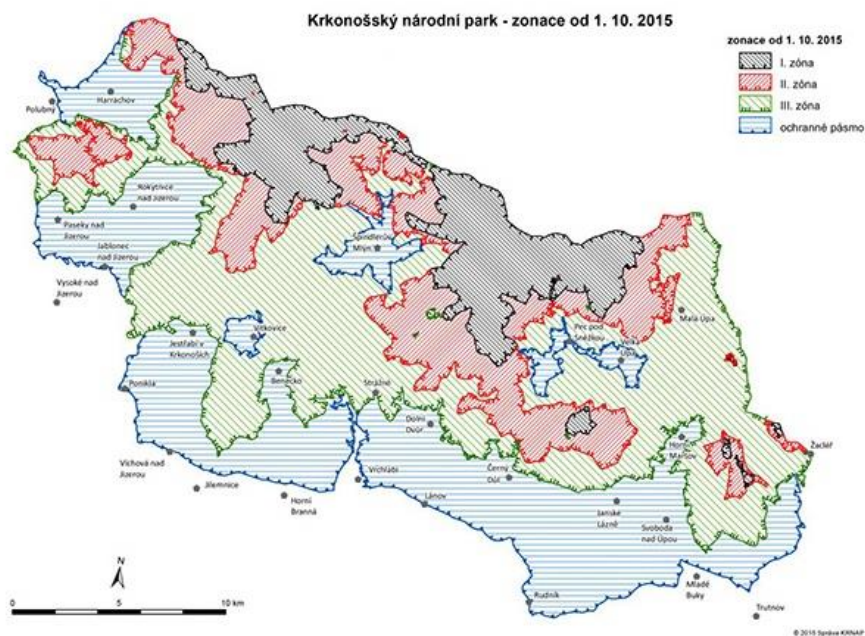 Krkonošský národní park - zonace od 1. 10. 2015
zonace od 1. 10. 2015
I. zóna
II. zóna
III. zóna
ochranné pásmo
Polubný
Harrachov
Rokytnice
nad Jizerou
Paseky nad
Jizerou
Jablonec
nad Jizerou
Vysoké nad
Jizerou
Špindlerův
Mlýn
Malá Úpa
Pec pod
Sněžkou
Velká
Úpa
Vítkovice
Jestřabí v
Krkonoších
Benecko
Poniklá
Strážné
Dolní
Dvůr
Horní
Maršov
Žacléř
Víchová nad
Jizerou
Jilemnice
Vrchlabí
Černý
Důl
Horní
Branná
Lánov
Janské
Lázně
Svoboda
nad Úpou
N
Mladé
Buky
Rudník
Trutnov
0 5 10 km
© 2015 Správa KRNAP